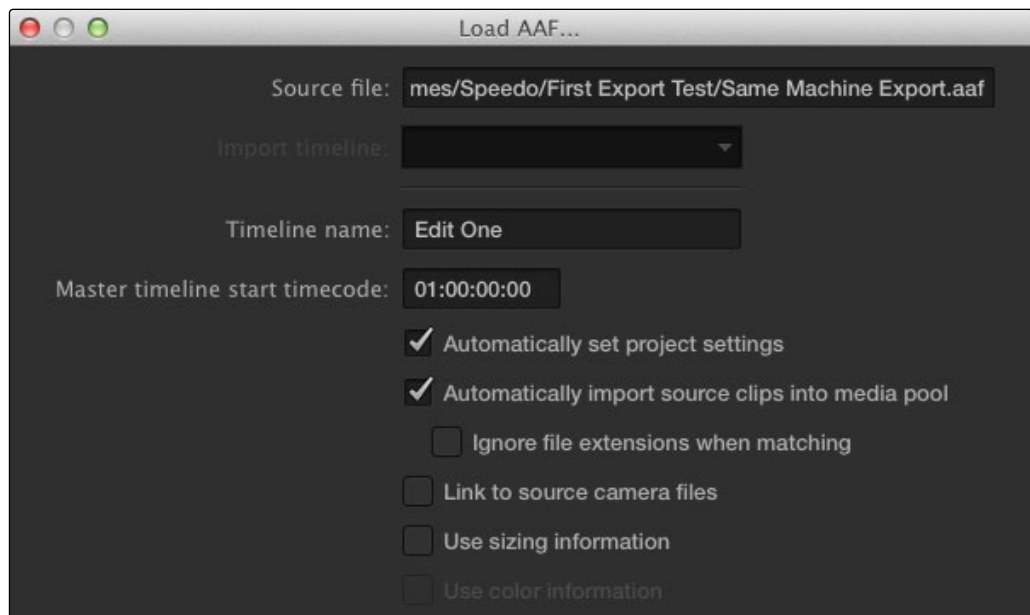 Load AAF...
Source file: mes/Speedo/First Export Test/Same Machine Export.aaf
Import timeline:
Timeline name: Edit One
Master timeline start timecode: 01:00:00:00
Automatically set project settings
Automatically import source clips into media pool
Ignore file extensions when matching
Link to source camera files
Use sizing information
Use color information